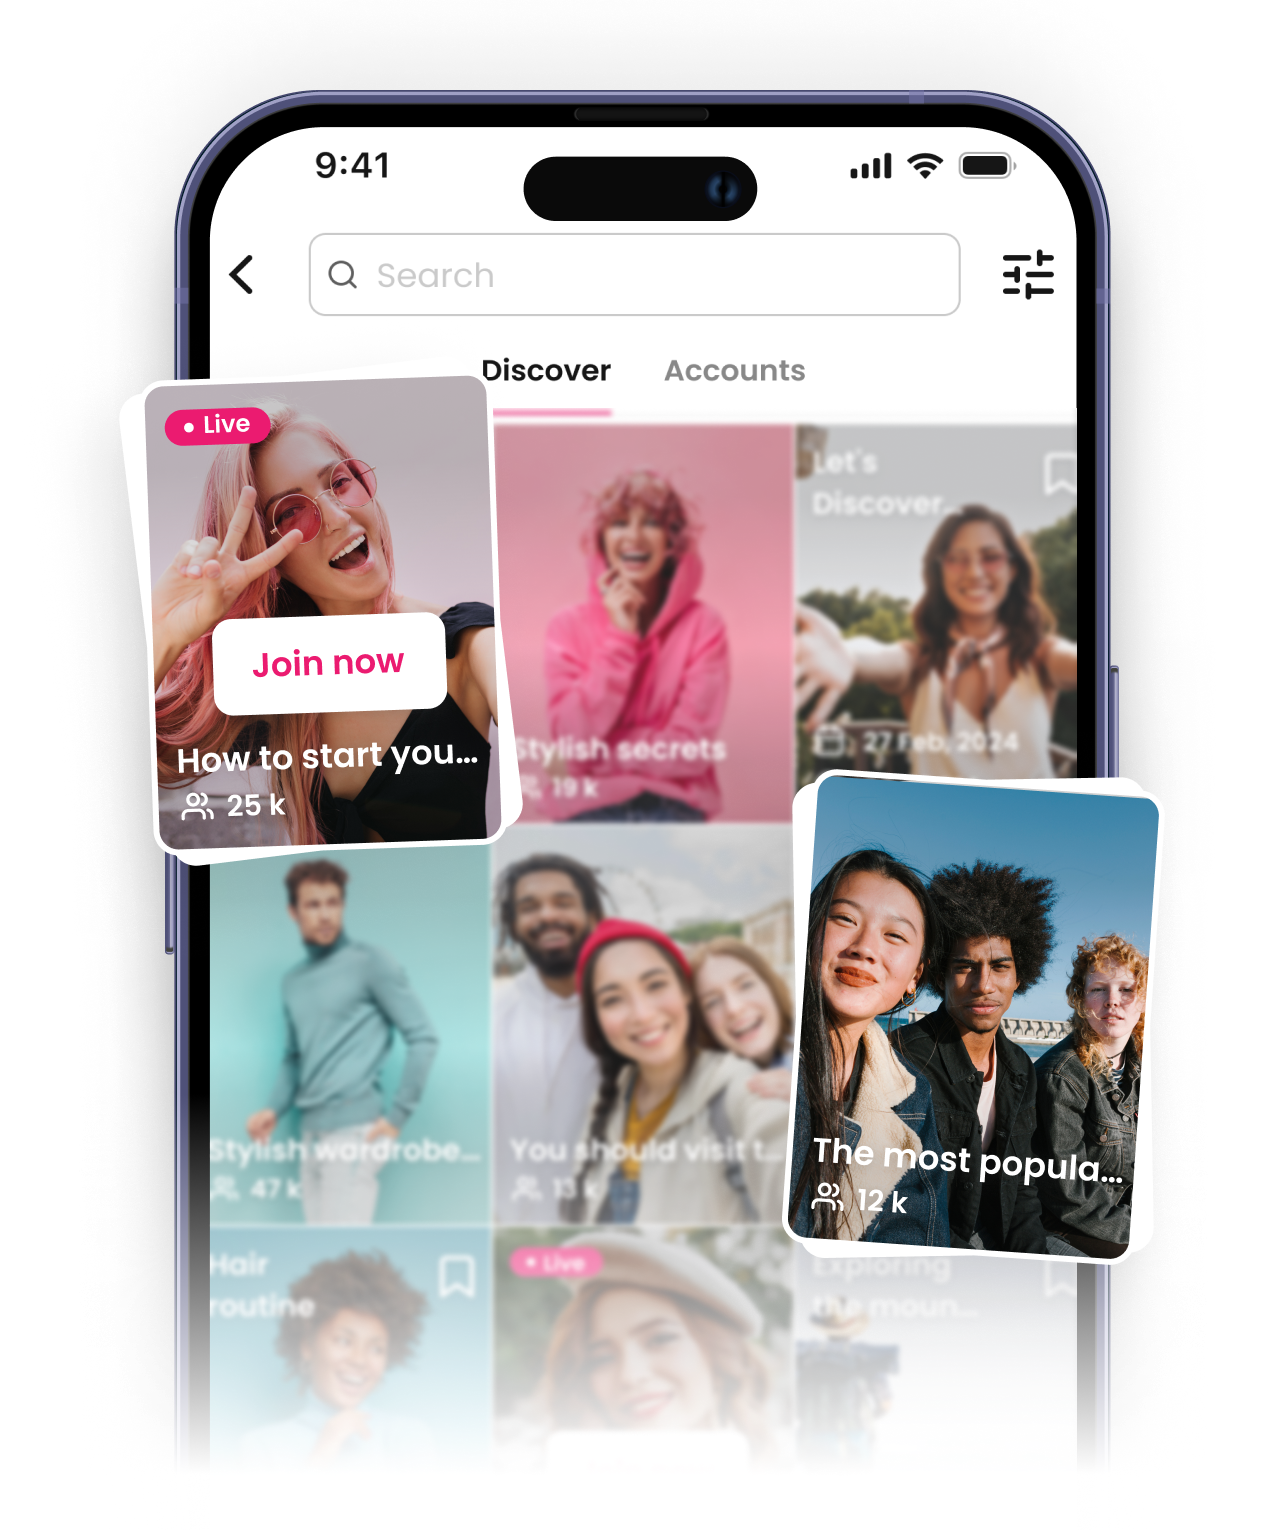 9:41
Search
Discover
Accounts
Live
Join now
How to start you...
25 k
Stylish secrets
19 k
Let's
Discover...
27 Feb, 2024
Stylish wardrobe...
47 k
You should visit t...
13 k
The most popula...
12 k
Hair
routine
Live
Exploring
the moun...